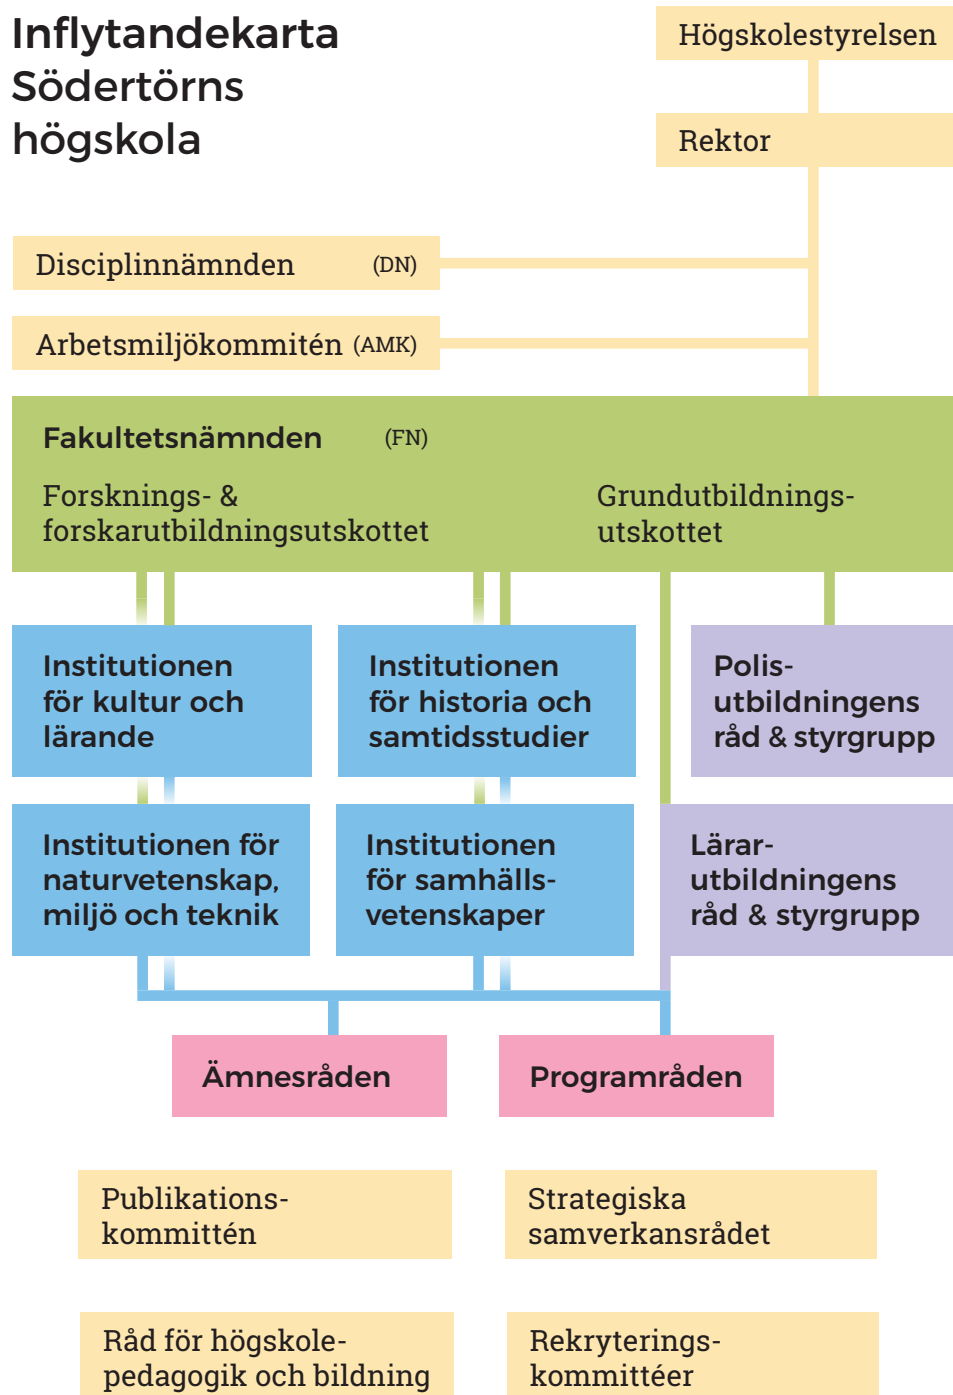 Inflytandekarta
Södertörns
högskola
Högskolestyrelsen
Rektor
Disciplinnämnden (DN)
Arbetsmiljökommitén (AMK)
Fakultetsnämnden (FN)
Forsknings- &
forskarutbildningsutskottet
Grundutbildnings-
utskottet
Institutionen
för kultur och
lärande
Institutionen
för historia och
samtidsstudier
Polis-
utbildningens
råd & styrgrupp
Institutionen för
naturvetenskap,
miljö och teknik
Institutionen
för samhälls-
vetenskaper
Lärar-
utbildningens
råd & styrgrupp
Ämnesråden
Programråden
Publikations-
kommittén
Strategiska
samverkansrådet
Råd för högskole-
pedagogik och bildning
Rekryterings-
kommittéer